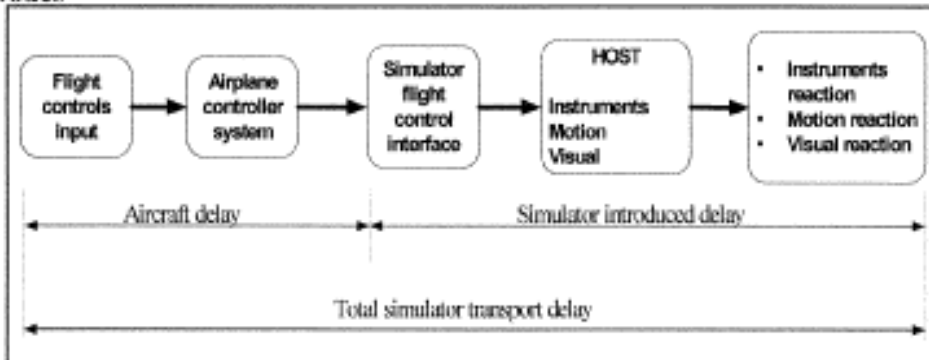 Flight
controls
input
Airplane
controller
system
Simulator
flight
control
interface
HOST
Instruments
Motion
Visual
• Instruments
reaction
• Motion reaction
• Visual reaction
Aircraft delay
Simulator introduced delay
Total simulator transport delay